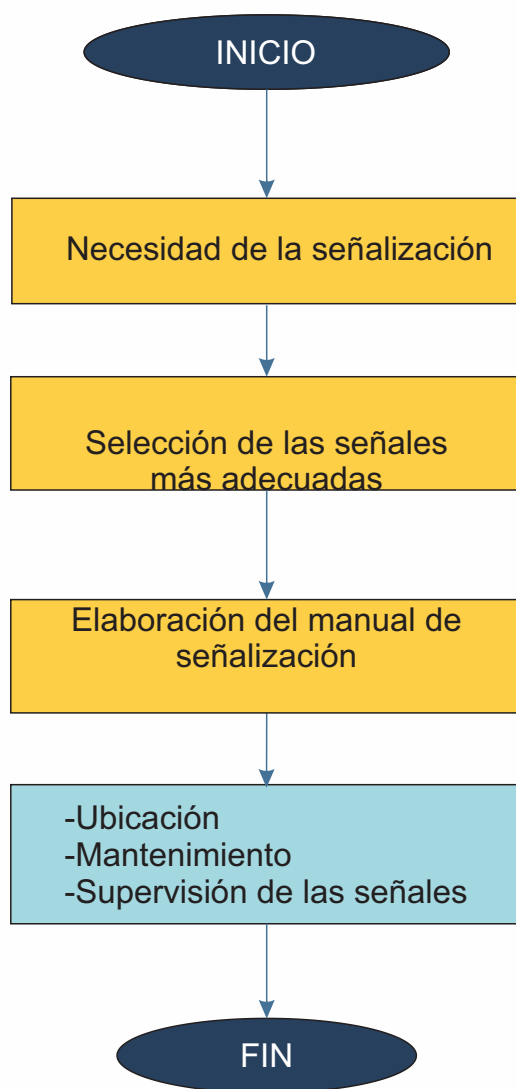 INICIO
Necesidad de la señalización
Selección de las señales
más adecuadas
Elaboración del manual de
señalización
-Ubicación
-Mantenimiento
-Supervisión de las señales
FIN